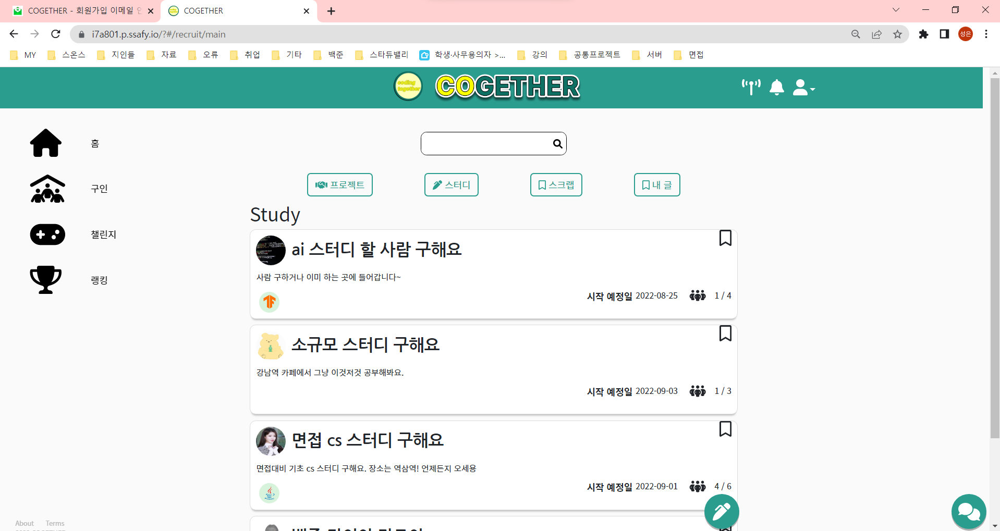 COGETHER - 회원가입 이메일 인
COGETHER
i7a801.p.ssafy.io/?#/recruit/main
성은
MY 스온스 지인들 자료 오류 취업 기타 백준 스타듀밸리 학생·사무용의자 >... 강의 공통프로젝트 서버 면접
coding
together
COGETHER
홈
구인
챌린지
랭킹
프로젝트 스터디 스크랩 내 글
Study
ai 스터디 할 사람 구해요
사람 구하거나 이미 하는 곳에 들어갑니다~
시작 예정일 2022-08-25 1 / 4
소규모 스터디 구해요
강남역 카페에서 그냥 이것저것 공부해봐요.
시작 예정일 2022-09-03 1 / 3
면접 cs 스터디 구해요
면접대비 기초 cs 스터디 구해요. 장소는 역삼역! 언제든지 오세용
시작 예정일 2022-09-01 4 / 6
About Terms